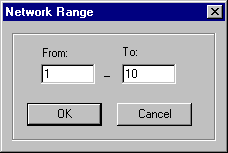 Network Range
From: To:
1 – 10
OK Cancel